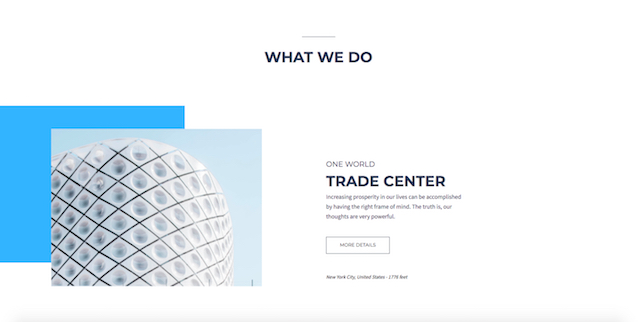 WHAT WE DO
ONE WORLD
TRADE CENTER
Increasing prosperity in our lives can be accomplished
by having the right frame of mind. The truth is, our
thoughts are very powerful.
MORE DETAILS
New York City, United States - 1776 feet